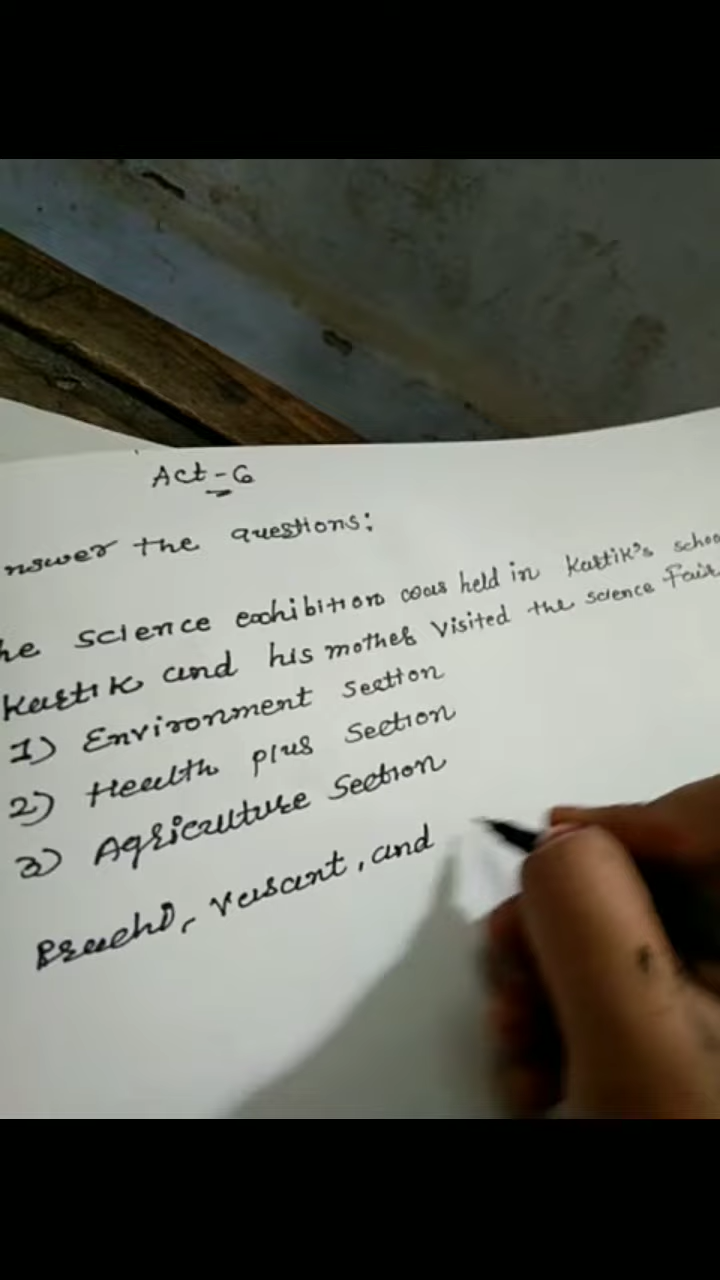 Act-6
nswer the questions:
he science exhibition was held in Kartik's schoo
Kartik and his mother visited the science fair
1) Environment section
2) Health plus section
3) Agriculture section
Prachi, Vasant, and